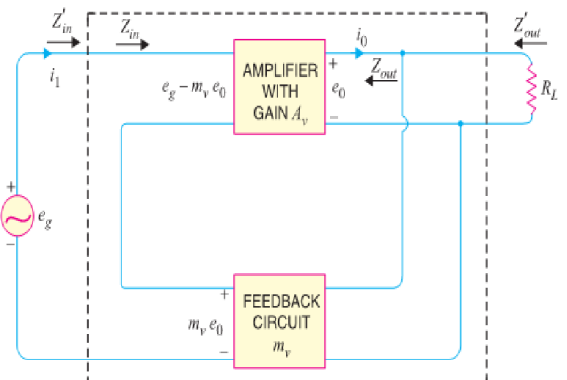 Z'in
Zin
i0
Z'out
i1
eg – mv e0
AMPLIFIER
WITH
GAIN Av
+
e0
–
Zout
RL
+
eg
–
+
mv e0
–
FEEDBACK
CIRCUIT
mv